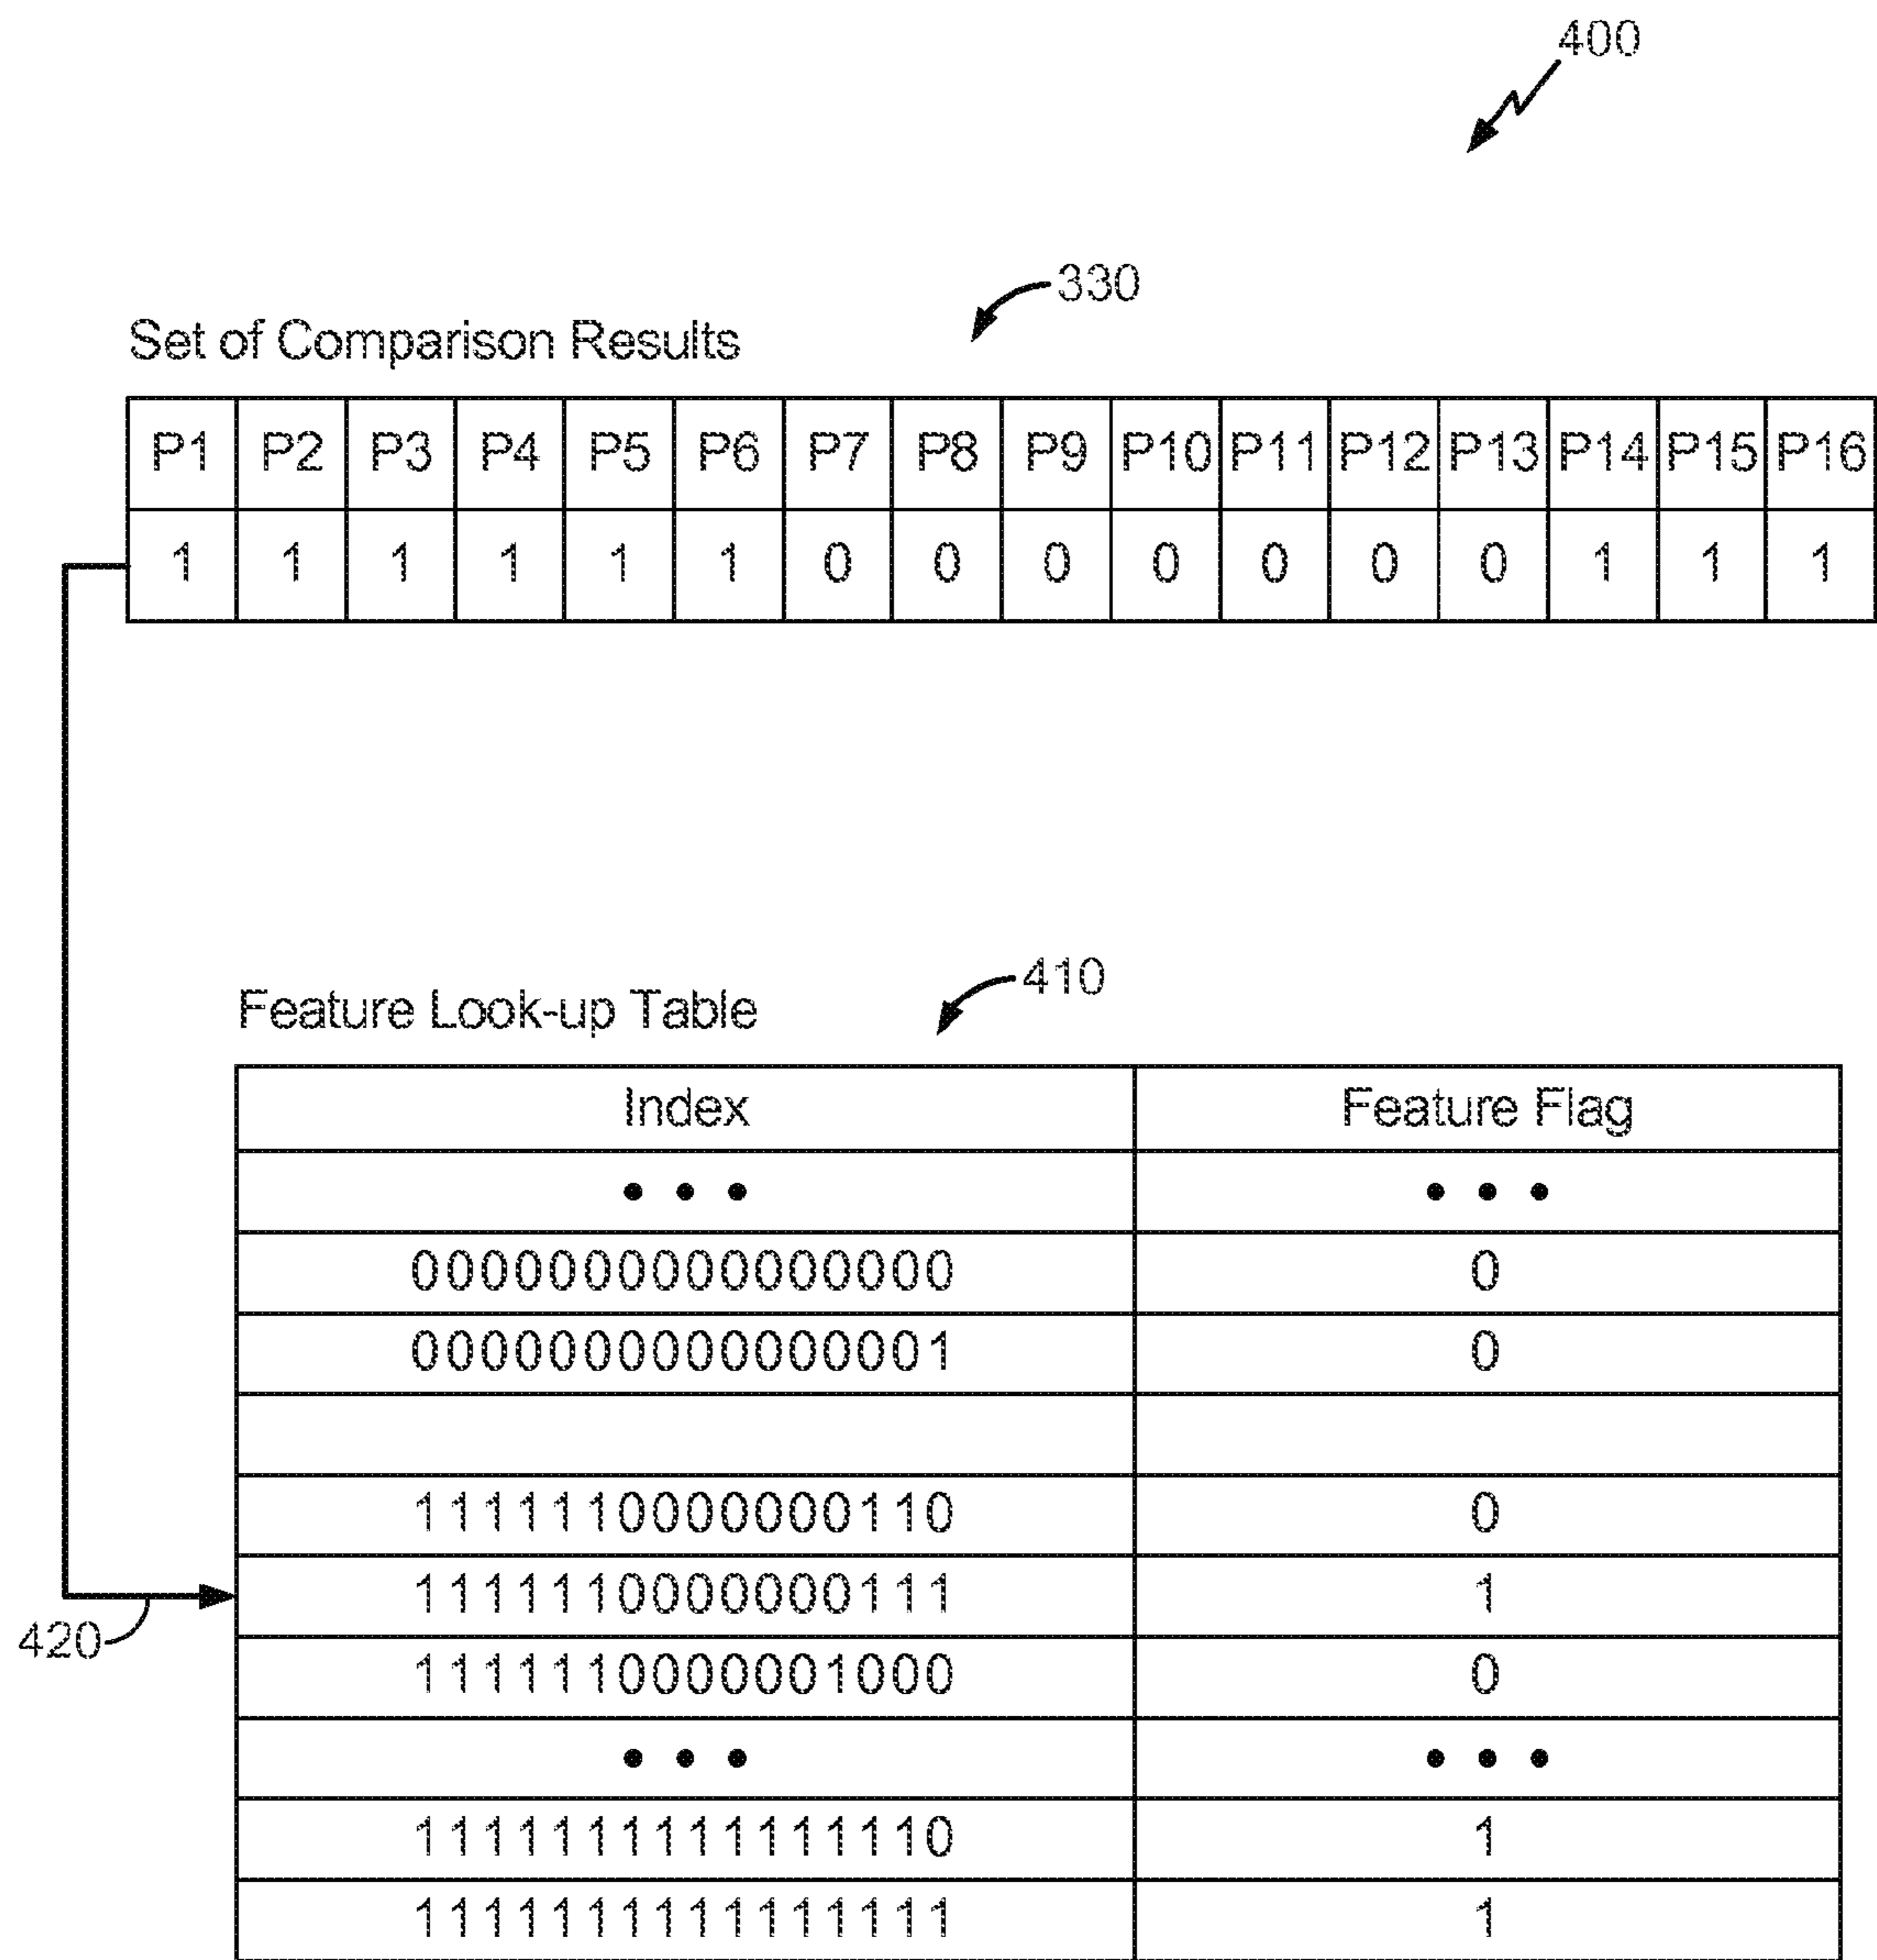 400
330
Set of Comparison Results
P1 P2 P3 P4 P5 P6 P7 P8 P9 P10 P11 P12 P13 P14 P15 P16
1 1 1 1 1 1 0 0 0 0 0 0 0 1 1 1
410
Feature Look-up Table
Index Feature Flag
• • • • • •
0000000000000000 0
0000000000000001 0
1111110000000110 0
1111110000000111 1
420
1111110000001000 0
• • • • • •
1111111111111110 1
1111111111111111 1